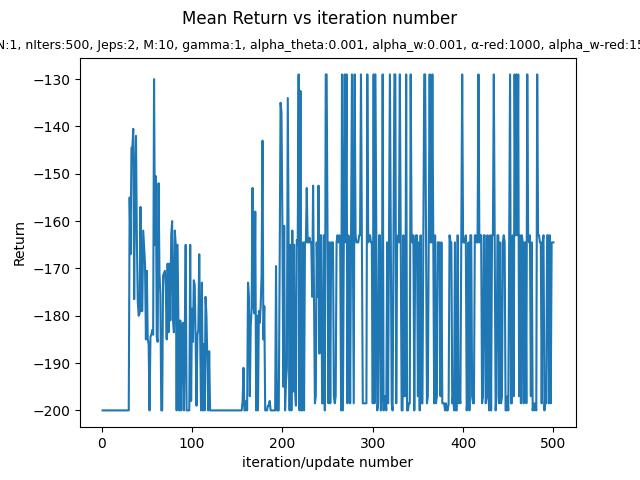 Mean Return vs iteration number
N:1, nIters:500, Jeps:2, M:10, gamma:1, alpha_theta:0.001, alpha_w:0.001, α-red:1000, alpha_w-red:15
−130
−140
−150
−160
−170
−180
−190
−200
Return
0 100 200 300 400 500
iteration/update number